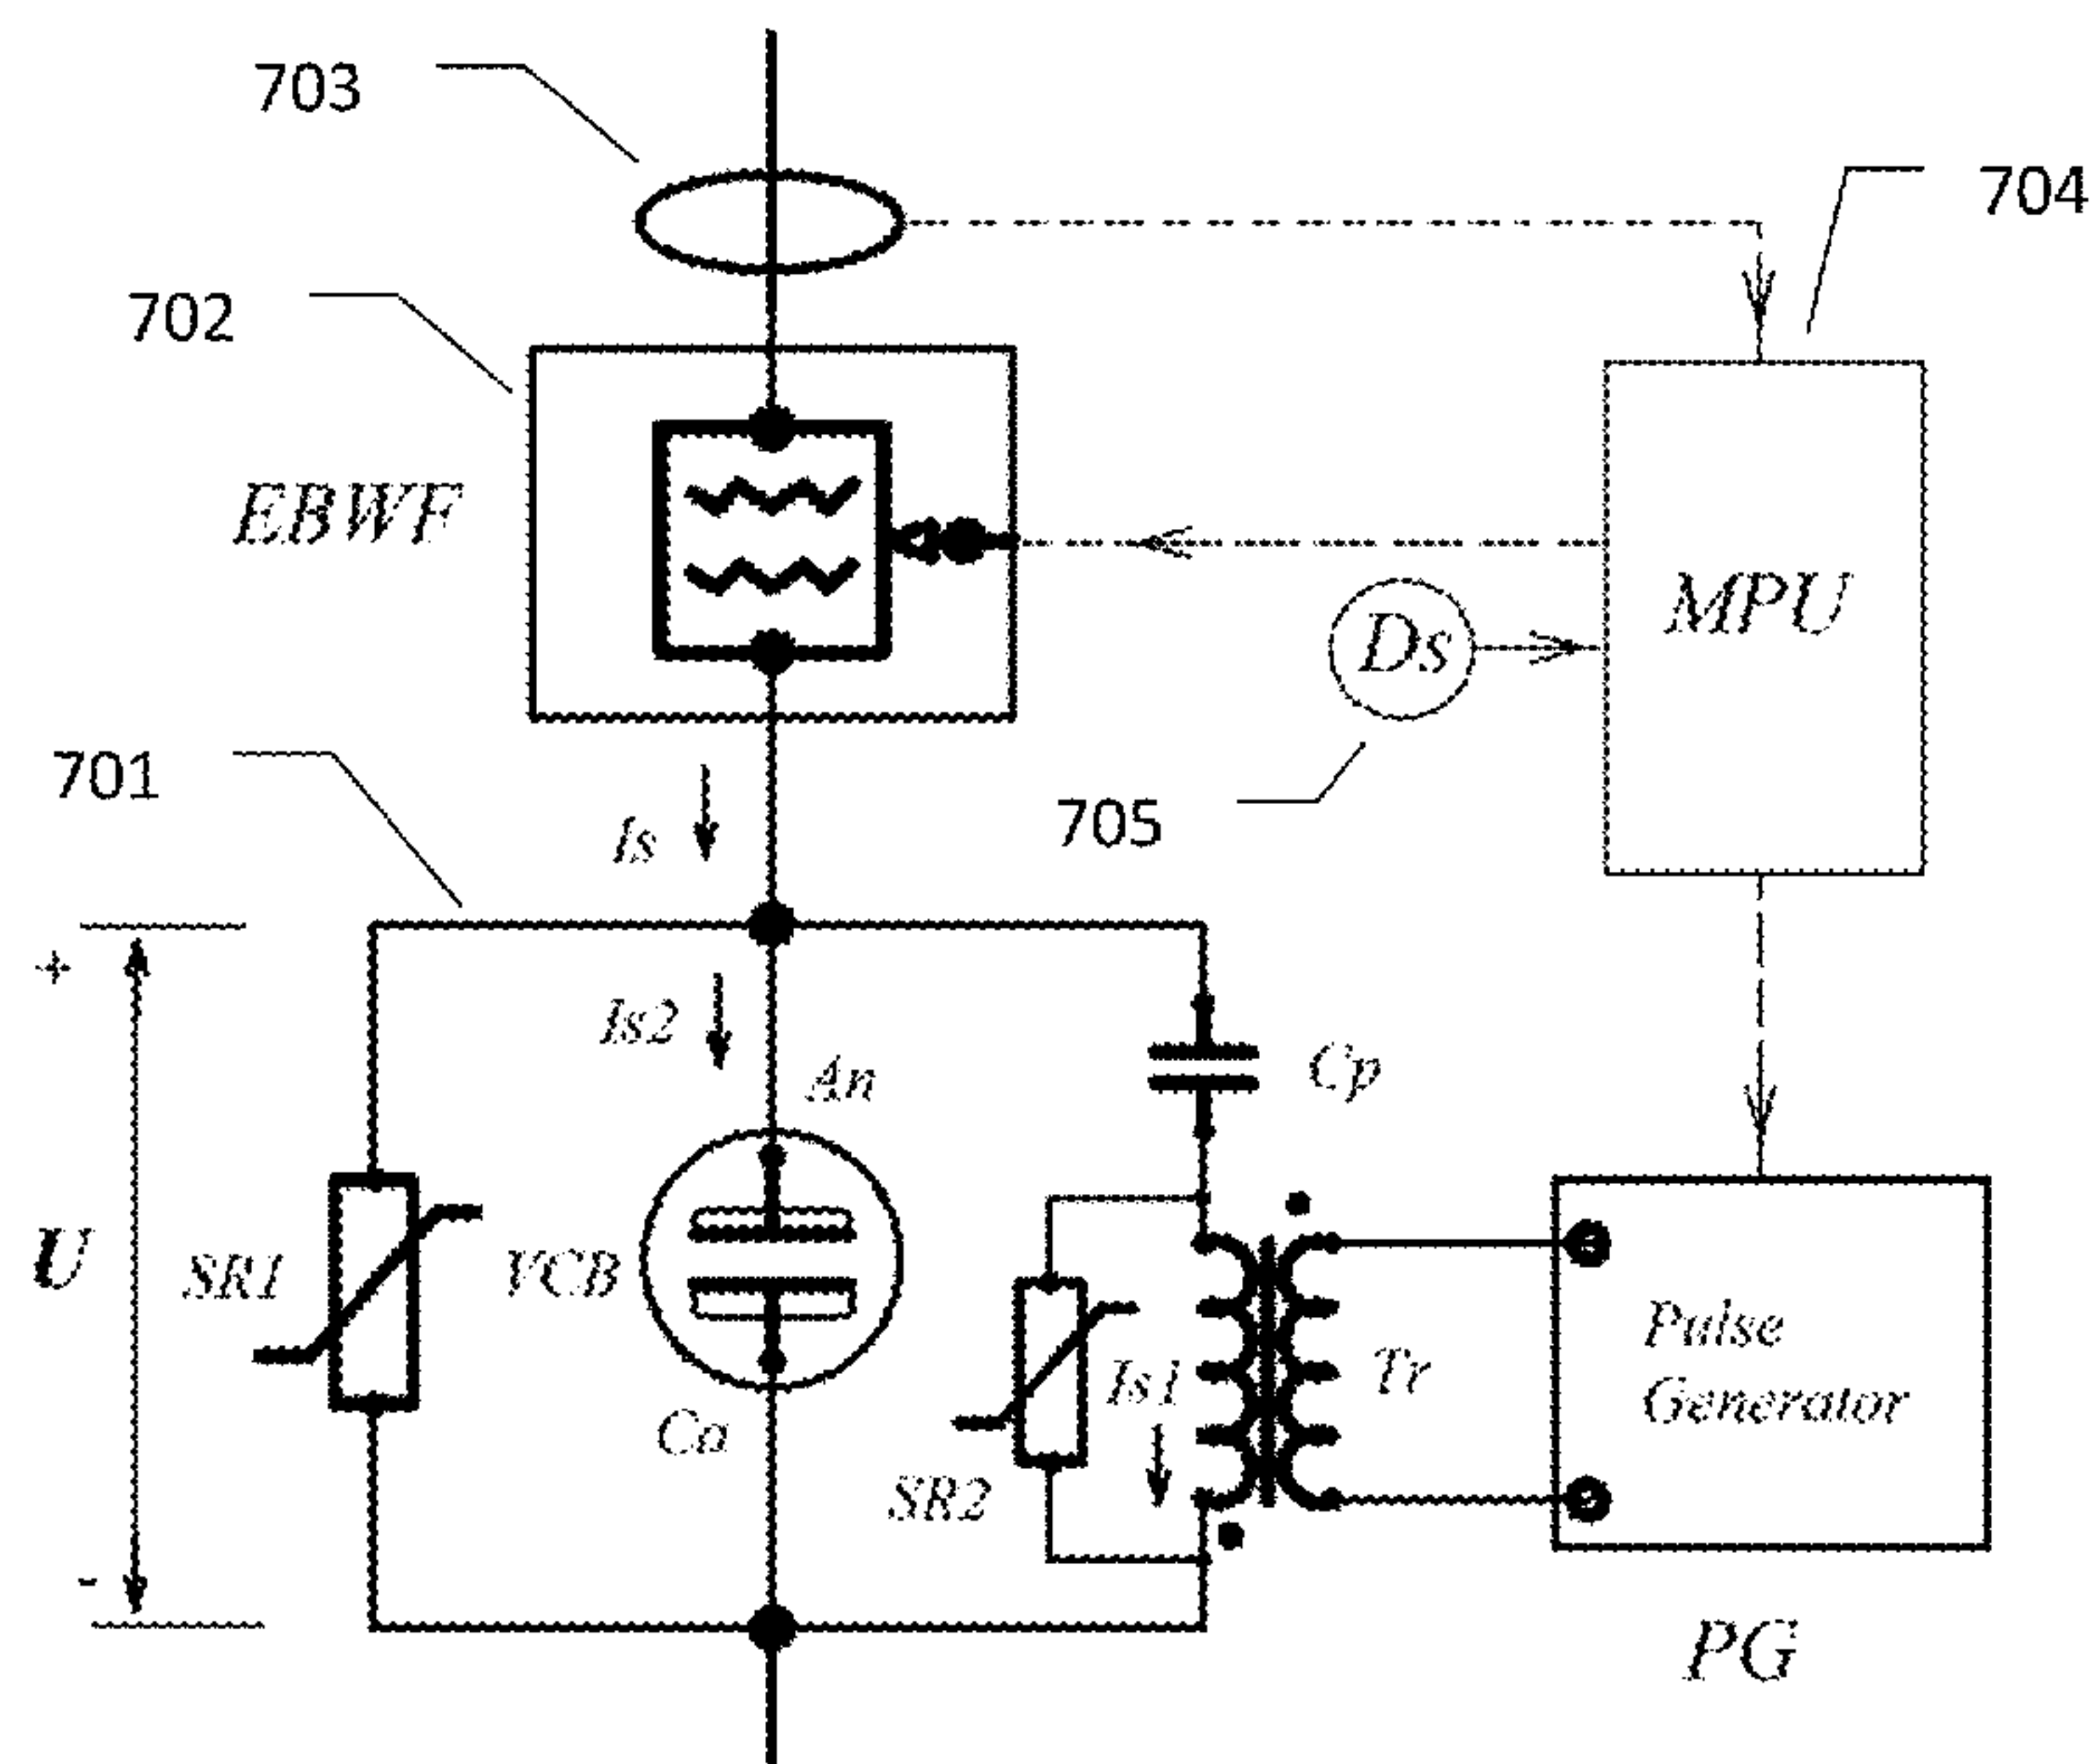 703
704
702
EBWF
MPU
Ds
701
705
Is
+
Is2
An
Cp
U
SR1
VCB
Is1
Tr
Pulse
Generator
Ca
SR2
-
PG